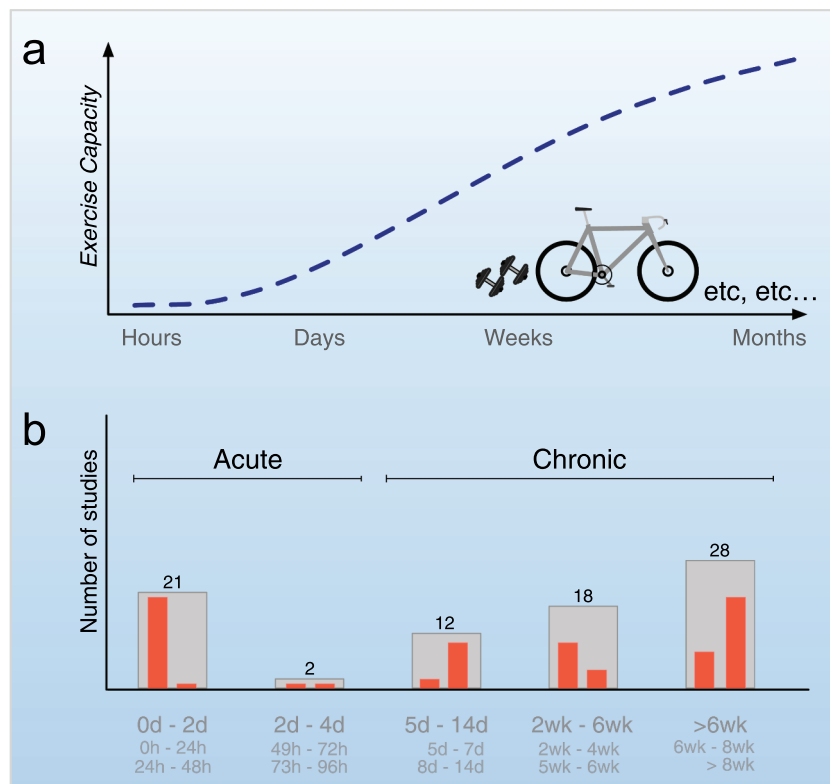 a
Exercise Capacity
etc, etc…
Hours Days Weeks Months
b
Number of studies
Acute Chronic
21 2 12 18 28
0d - 2d 2d - 4d 5d - 14d 2wk - 6wk >6wk
0h - 24h 49h - 72h 5d - 7d 2wk - 4wk 6wk - 8wk
24h - 48h 73h - 96h 8d - 14d 5wk - 6wk > 8wk